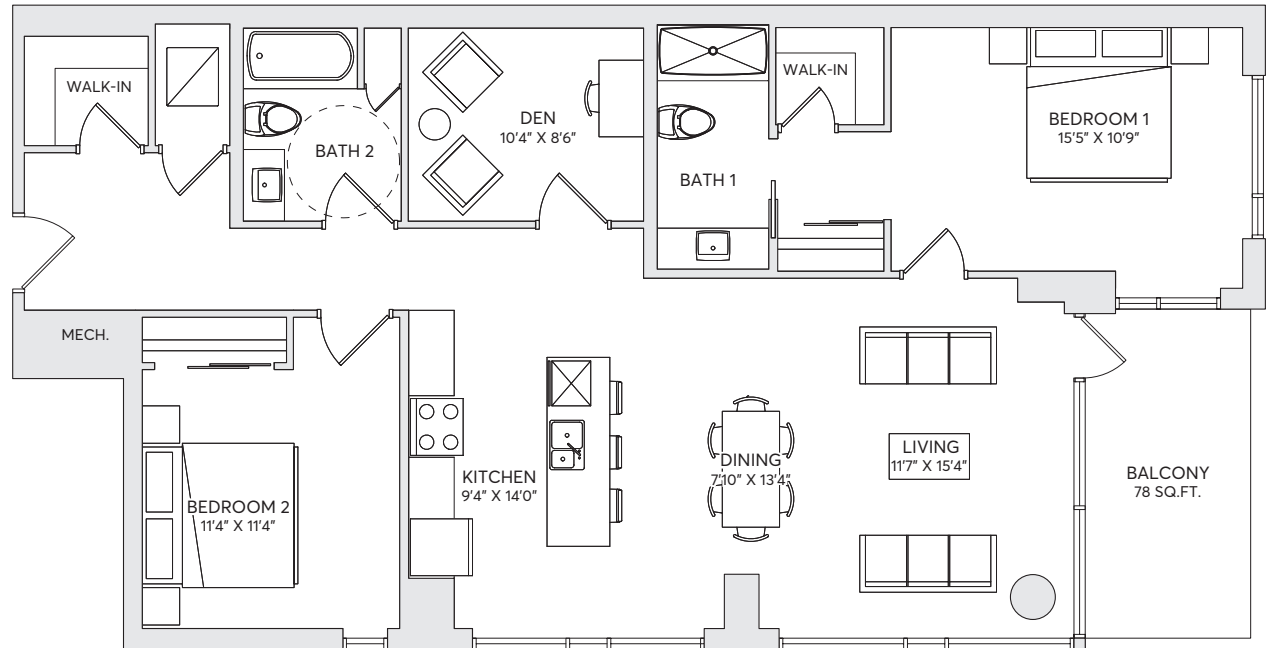 WALK-IN
BATH 2
DEN
10'4" X 8'6"
BATH 1
WALK-IN
BEDROOM 1
15'5" X 10'9"
MECH.
BEDROOM 2
11'4" X 11'4"
KITCHEN
9'4" X 14'0"
DINING
7'10" X 13'4"
LIVING
11'7" X 15'4"
BALCONY
78 SQ.FT.